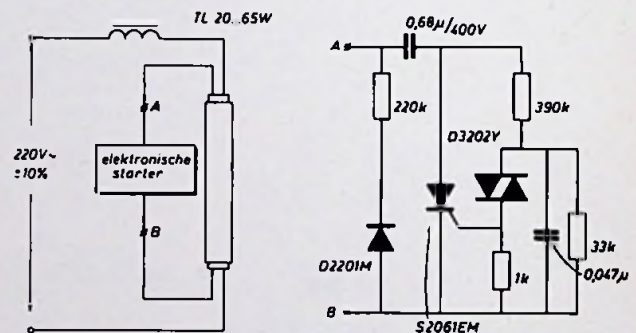 TL 20...65W
A
elektronische
starter
220V~
±10%
B
0,68µ/400V
A
220k
390k
D3202Y
D2201M
33k
1k
0,047µ
B
S2061EM